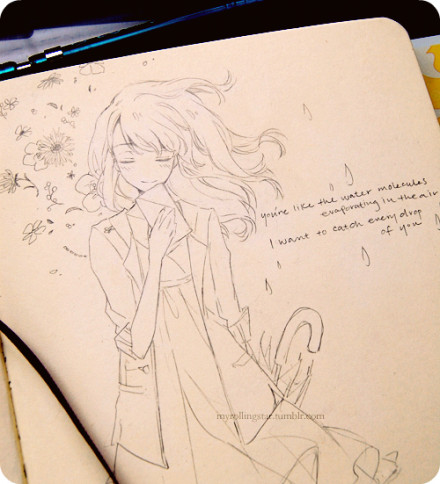 you're like the water molecules
evaporating in the air
I want to catch every drop
of you
myrollingstar.tumblr.com